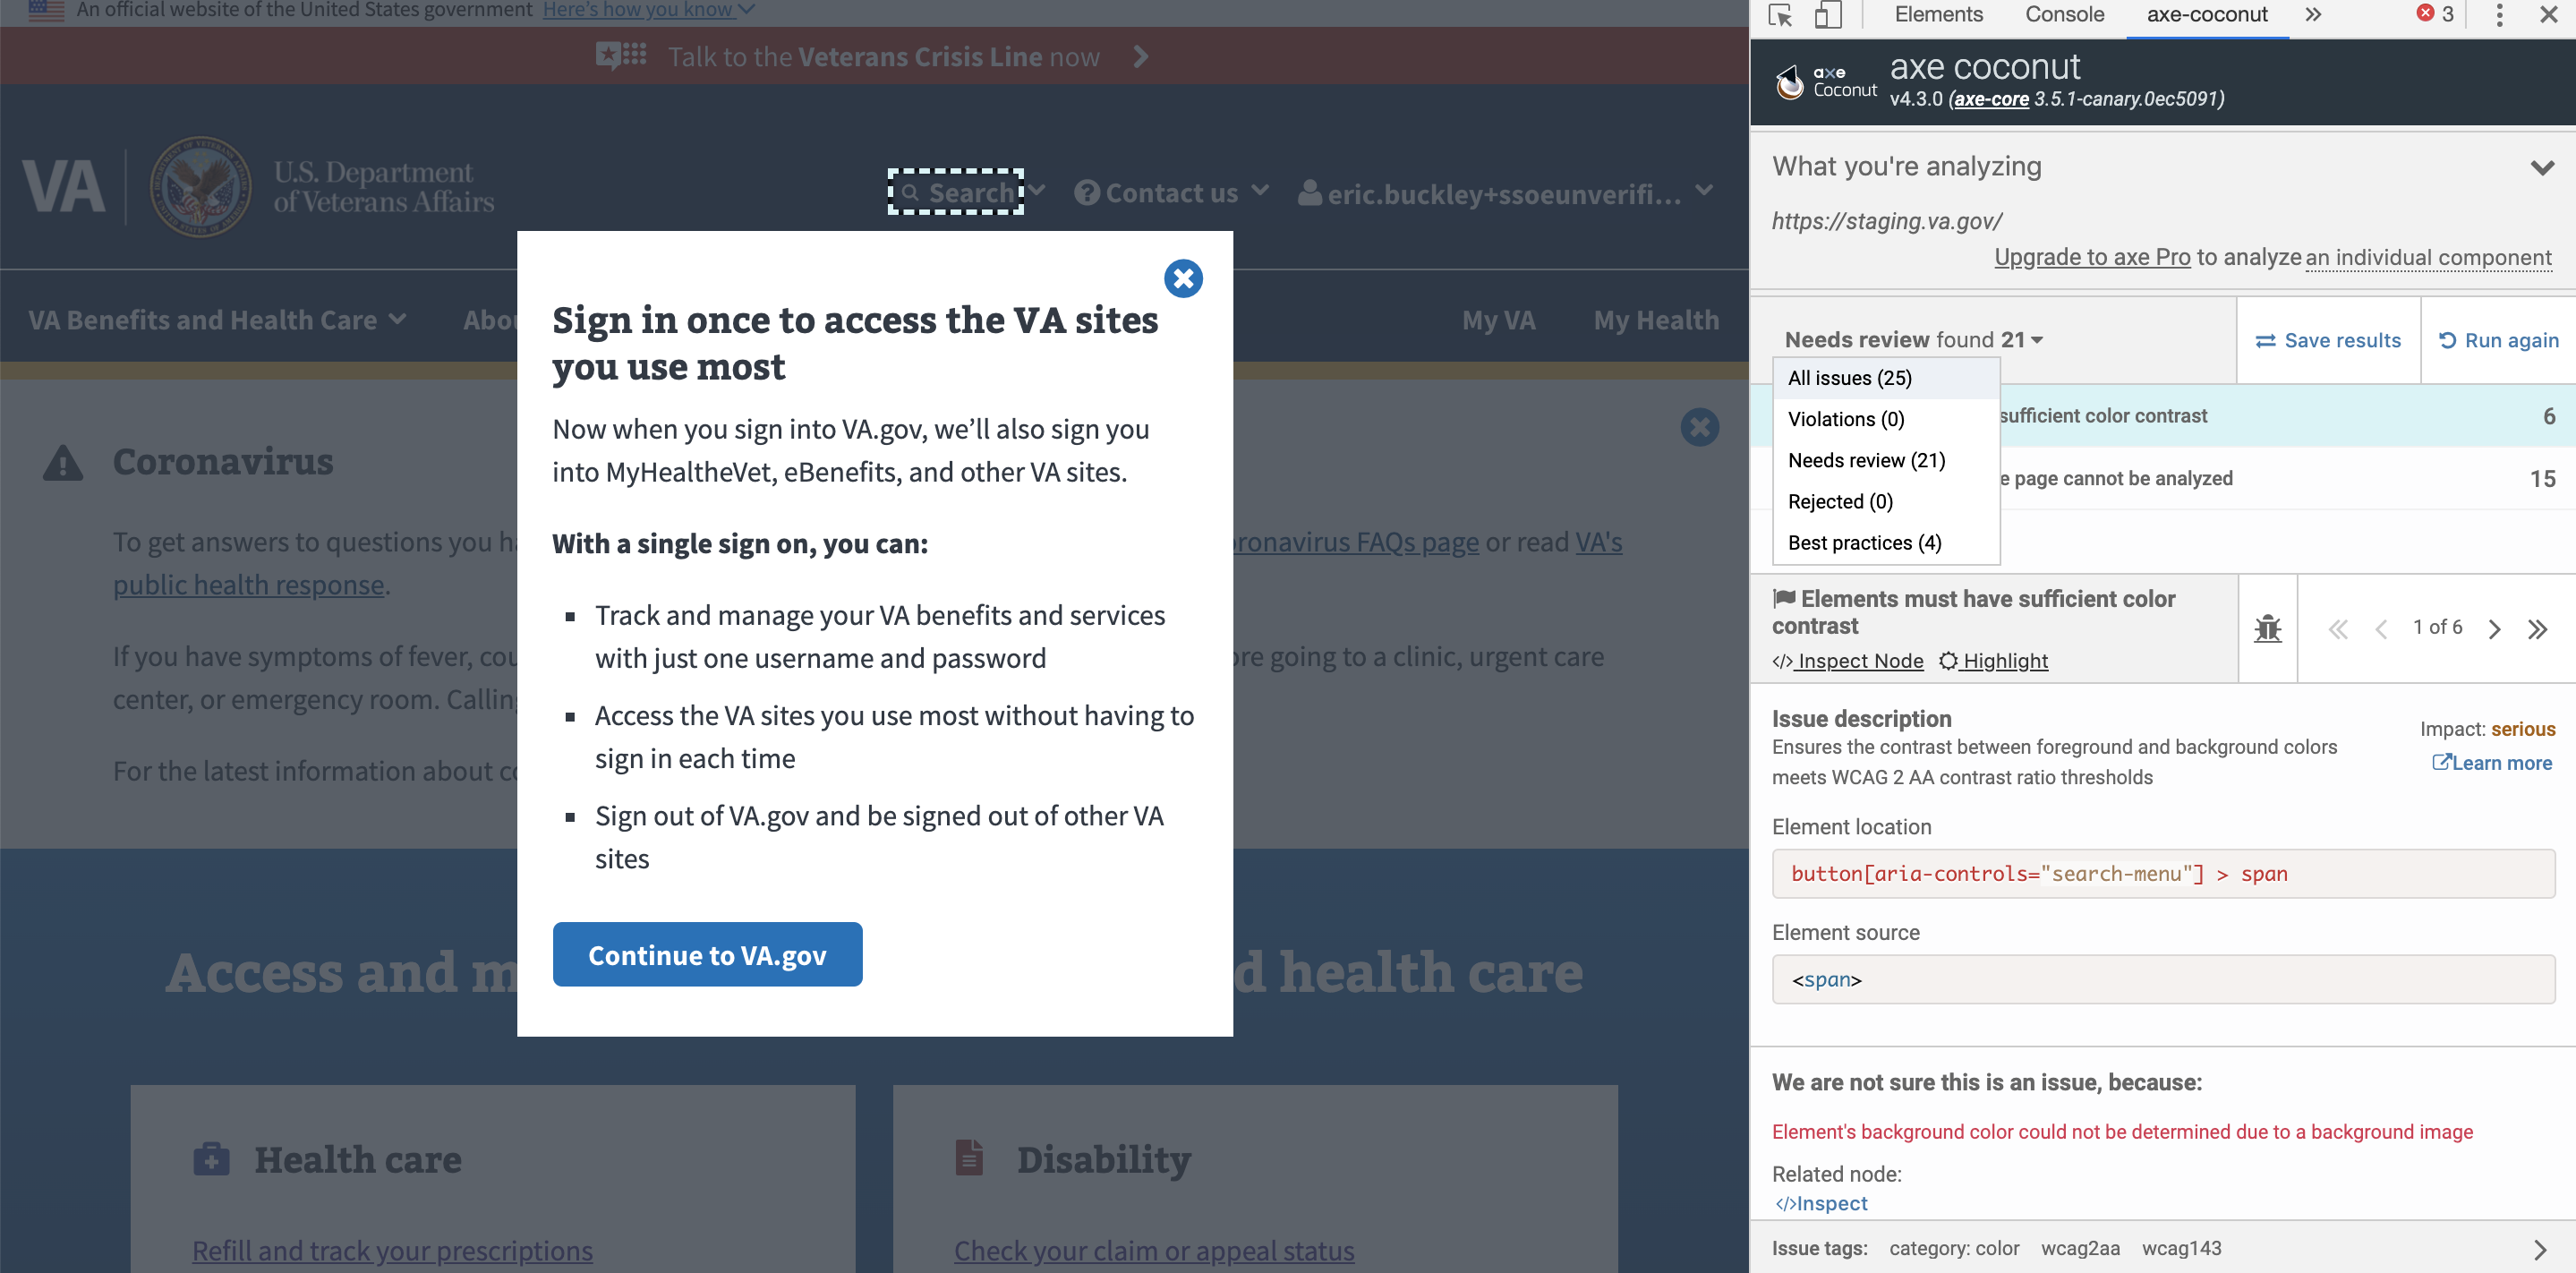 An official website of the United States government Here's how you know
Talk to the Veterans Crisis Line now
VA
U.S. Department
of Veterans Affairs
Search
Contact us
eric.buckley+ssoeunverifi...
VA Benefits and Health Care
My VA
My Health
Sign in once to access the VA sites
you use most
Now when you sign into VA.gov, we'll also sign you
into MyHealtheVet, eBenefits, and other VA sites.
With a single sign on, you can:
Track and manage your VA benefits and services
with just one username and password
Access the VA sites you use most without having to
sign in each time
Sign out of VA.gov and be signed out of other VA
sites
Continue to VA.gov
Coronavirus
To get answers to questions you
FAQs page or read VA's
public health response.
If you have symptoms of fever,
going to a clinic, urgent care
center, or emergency room.
For the latest information about
Access and
health care
Health care
Refill and track your prescriptions
Disability
Check your claim or appeal status
Elements
Console
axe-coconut
3
axe
Coconut
axe coconut
v4.3.0 (axe-core 3.5.1-canary.0ec5091)
What you're analyzing
https://staging.va.gov/
Upgrade to axe Pro to analyze an individual component
Needs review found 21
Save results
Run again
All issues (25)
Violations (0)
Needs review (21)
Rejected (0)
Best practices (4)
sufficient color contrast
6
page cannot be analyzed
15
Elements must have sufficient color
contrast
</> Inspect Node
Highlight
1 of 6
Issue description
Ensures the contrast between foreground and background colors
meets WCAG 2 AA contrast ratio thresholds
Impact: serious
Learn more
Element location
button[aria-controls="search-menu"] > span
Element source
<span>
We are not sure this is an issue, because:
Element's background color could not be determined due to a background image
Related node:
</>Inspect
Issue tags: category: color wcag2aa wcag143